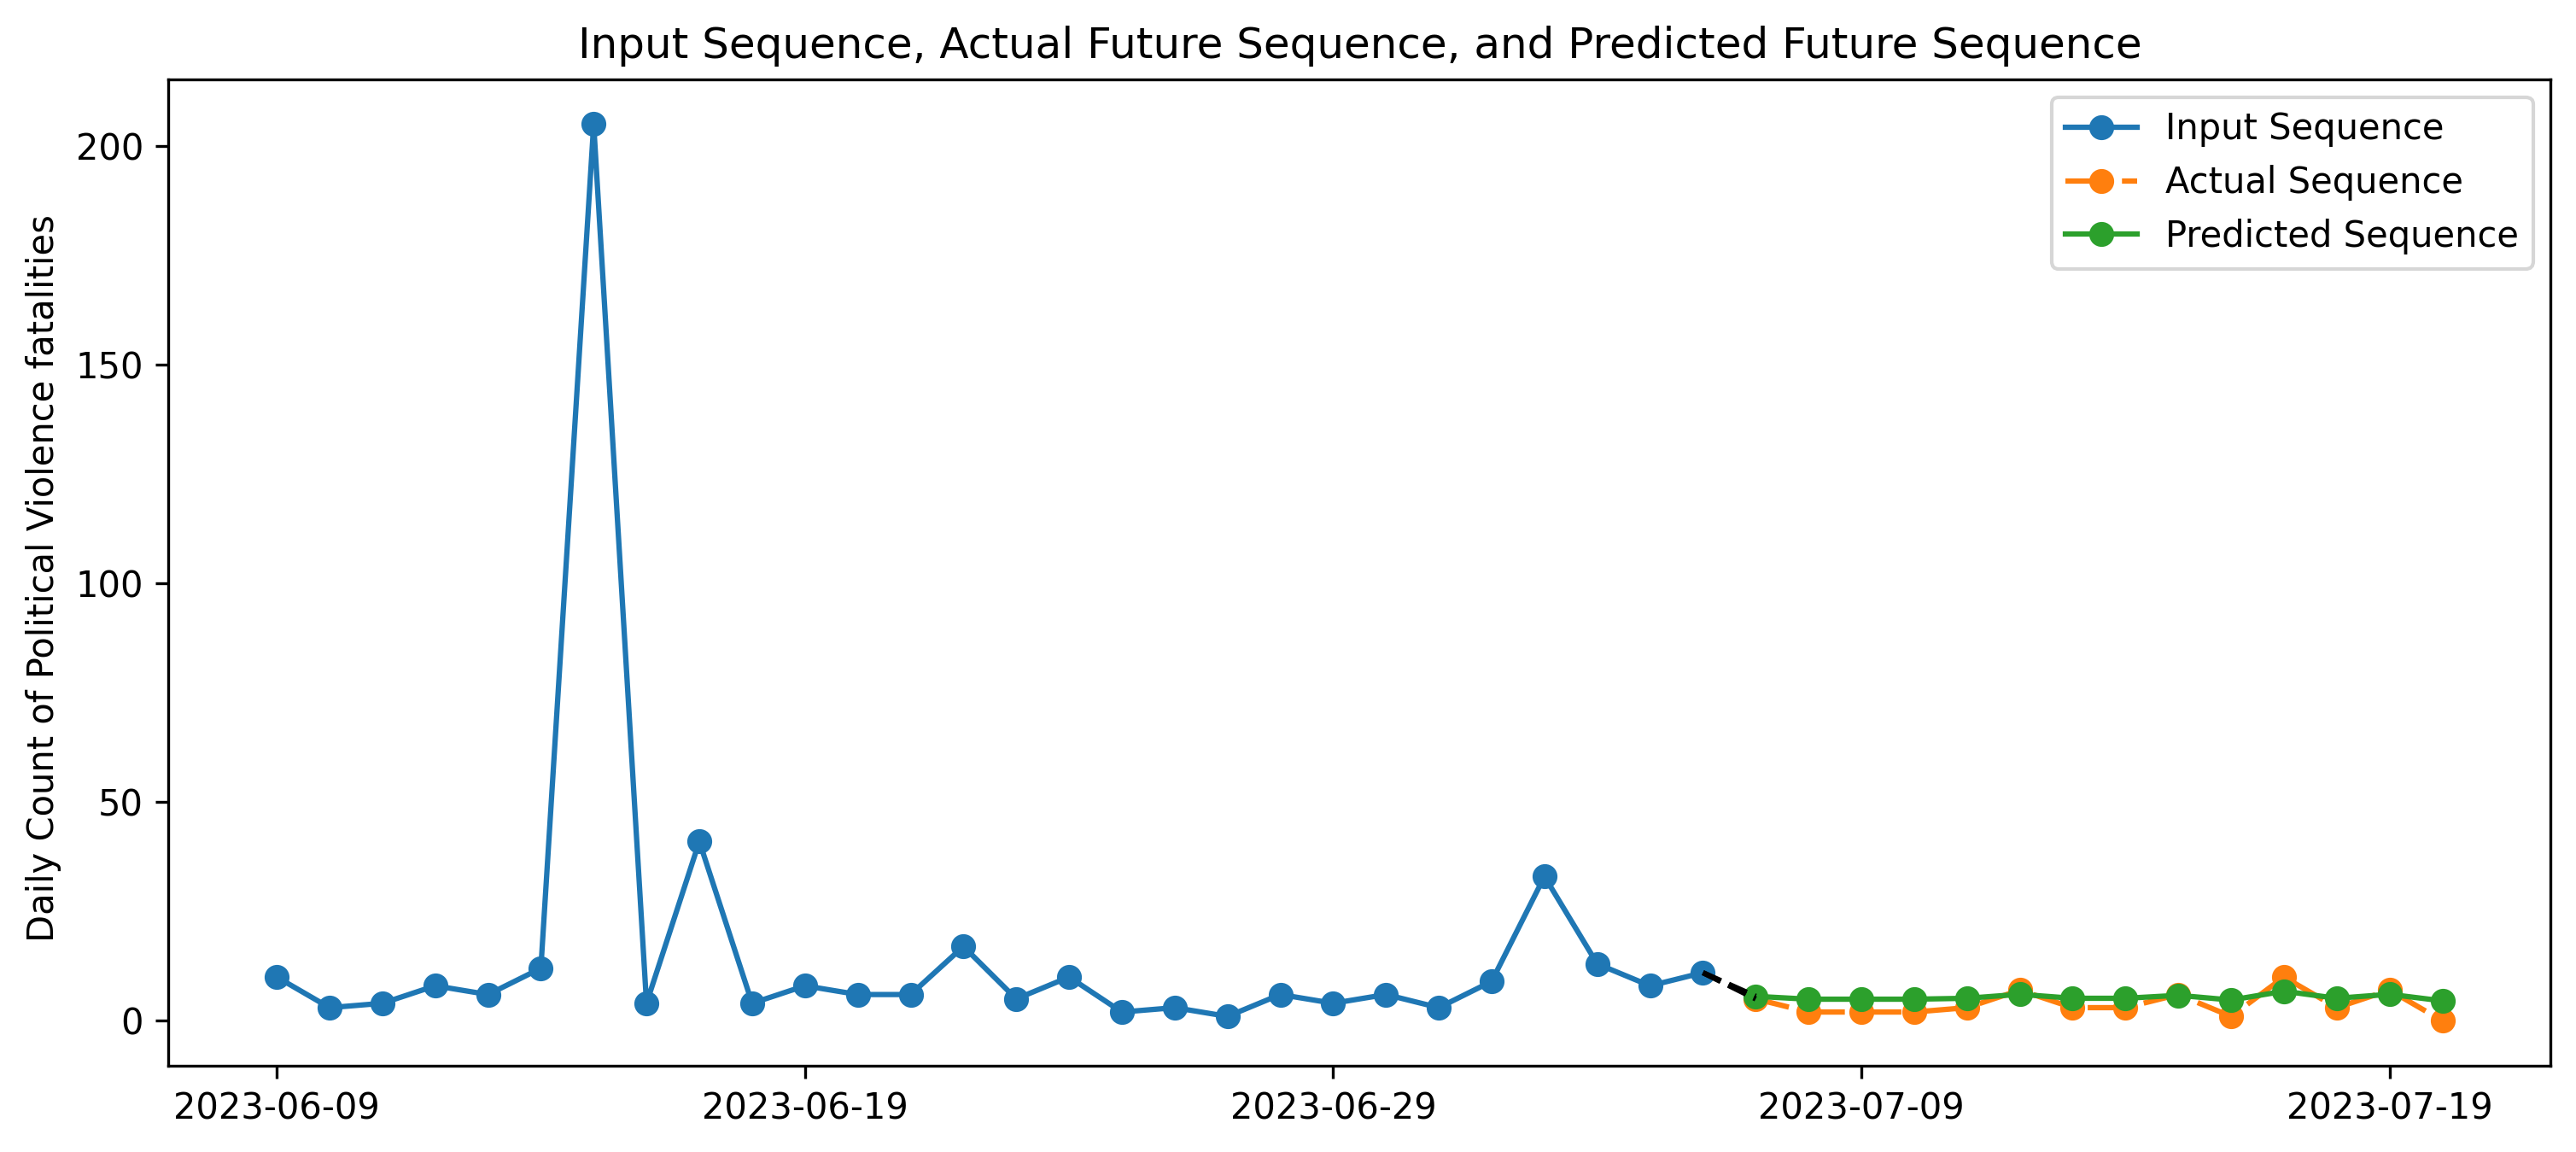 Input Sequence, Actual Future Sequence, and Predicted Future Sequence
Daily Count of Political Violence fatalities
200
150
100
50
0
Input Sequence
Actual Sequence
Predicted Sequence
2023-06-09
2023-06-19
2023-06-29
2023-07-09
2023-07-19